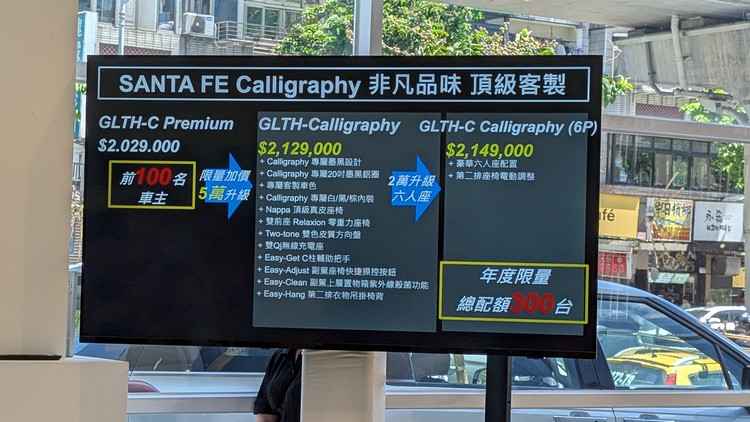 SANTA FE Calligraphy 非凡品味 頂級客製
GLTH-C Premium
$2.029.000
前100名
車主
限量加價
5萬升級
GLTH-Calligraphy
$2,129,000
+ Calligraphy 專屬墨黑設計
+ Calligraphy 專屬20吋墨黑鋁圈
+ 專屬客製車色
+ Calligraphy 專屬白/黑/棕內裝
+ Nappa 頂級真皮座椅
+ 雙前座 Relaxion 零重力座椅
+ Two-tone 雙色皮質方向盤
+ 雙Qi無線充電座
+ Easy-Get C柱輔助把手
+ Easy-Adjust 副駕座椅快捷操控按鈕
+ Easy-Clean 副駕上層置物箱紫外線殺菌功能
+ Easy-Hang 第二排衣物吊掛椅背
2萬升級
六人座
GLTH-C Calligraphy (6P)
$2,149,000
+ 豪華六人座配置
+ 第二排座椅電動調整
年度限量
總配額300台
fé